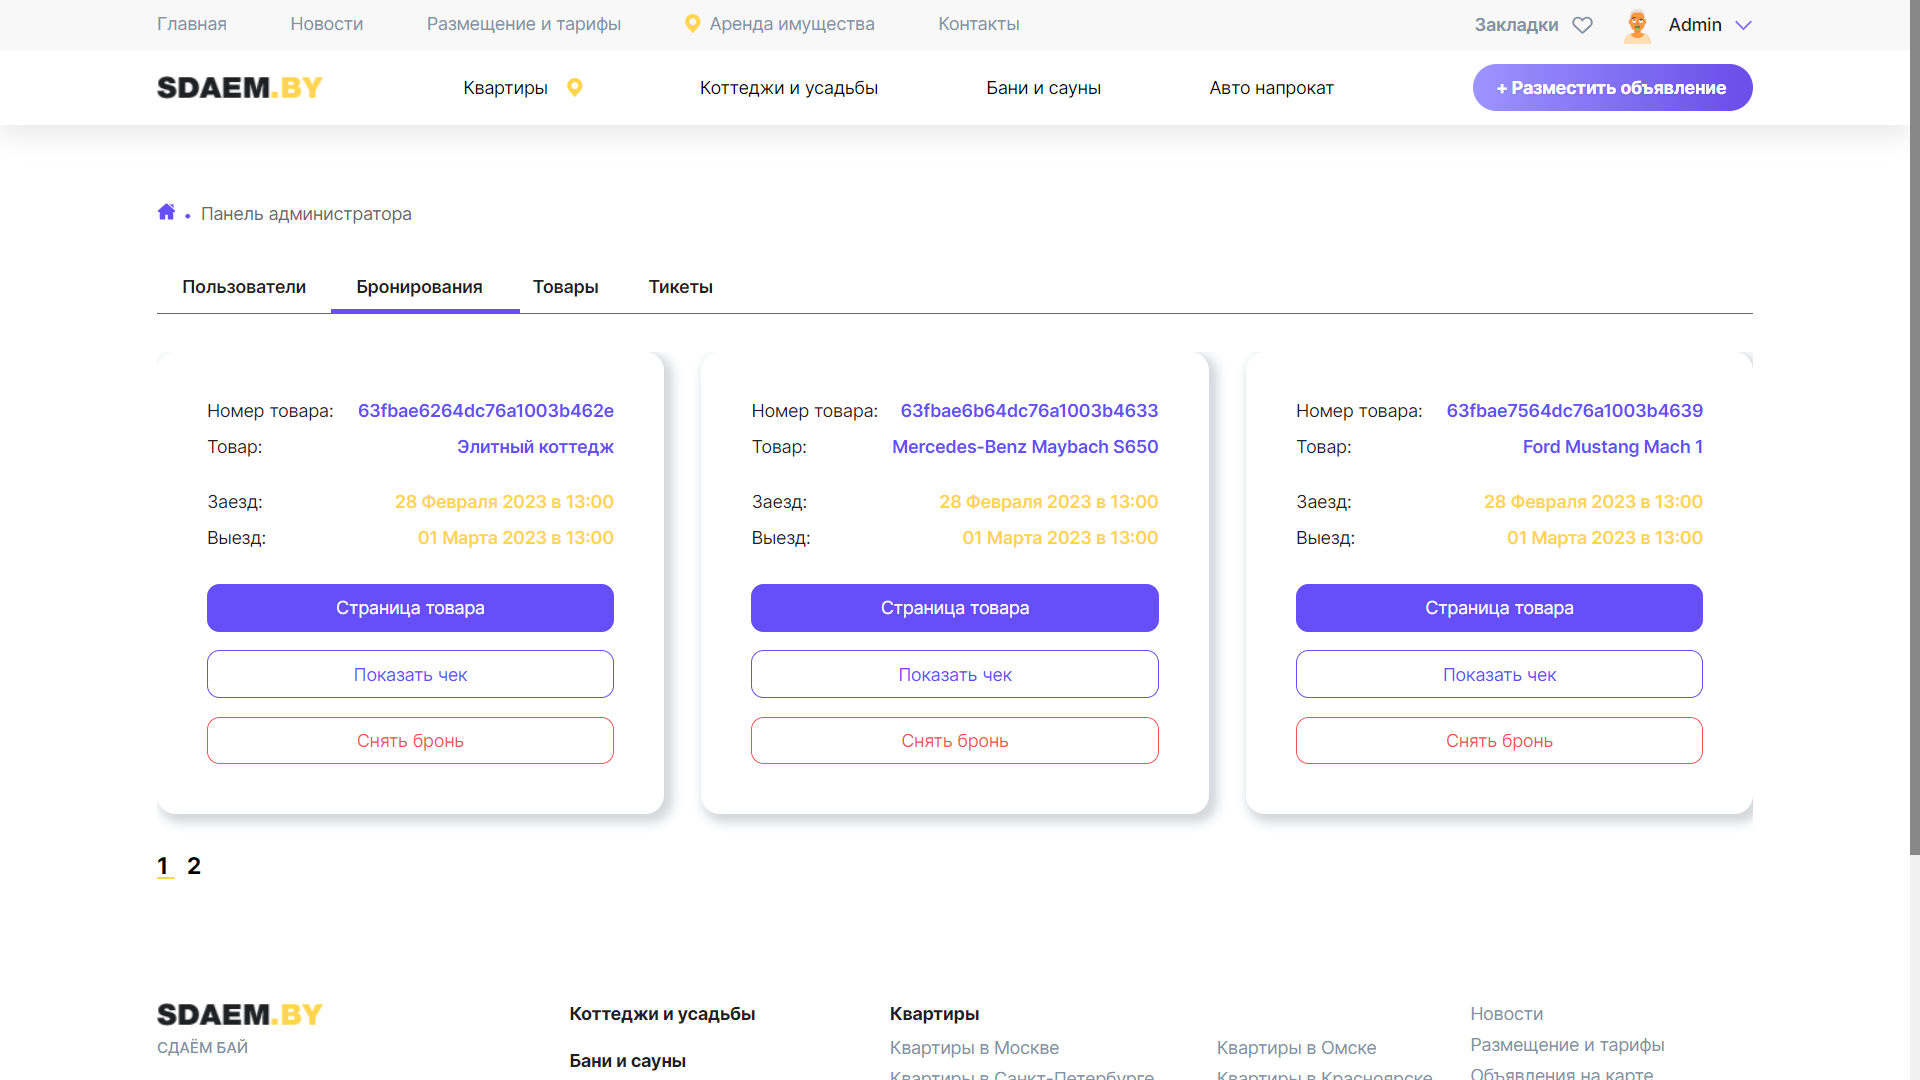 Главная Новости Размещение и тарифы Аренда имущества Контакты Закладки Admin
SDAEM.BY Квартиры Коттеджи и усадьбы Бани и сауны Авто напрокат + Разместить объявление
Панель администратора
Пользователи Бронирования Товары Тикеты
Номер товара: 63fbae6264dc76a1003b462e
Товар: Элитный коттедж
Заезд: 28 Февраля 2023 в 13:00
Выезд: 01 Марта 2023 в 13:00
Страница товара
Показать чек
Снять бронь
Номер товара: 63fbae6b64dc76a1003b4633
Товар: Mercedes-Benz Maybach S650
Заезд: 28 Февраля 2023 в 13:00
Выезд: 01 Марта 2023 в 13:00
Страница товара
Показать чек
Снять бронь
Номер товара: 63fbae7564dc76a1003b4639
Товар: Ford Mustang Mach 1
Заезд: 28 Февраля 2023 в 13:00
Выезд: 01 Марта 2023 в 13:00
Страница товара
Показать чек
Снять бронь
1 2
SDAEM.BY
СДАЁМ БАЙ
Коттеджи и усадьбы
Бани и сауны
Квартиры
Квартиры в Москве
Квартиры в Санкт-Петербурге
Квартиры в Омске
Квартиры в Красноярске
Новости
Размещение и тарифы
Объявления на карте